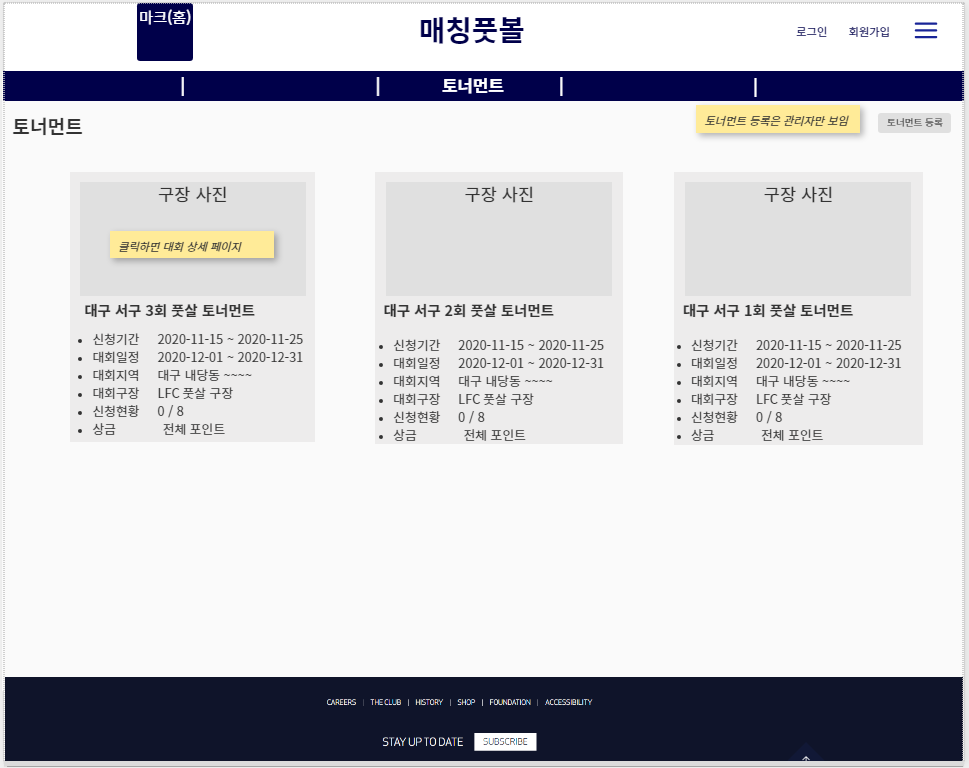 마크(홈)
매칭풋볼
로그인 회원가입
| | 토너먼트 | |
토너먼트
토너먼트 등록은 관리자만 보임
토너먼트 등록
구장 사진
클릭하면 대회 상세 페이지
대구 서구 3회 풋살 토너먼트
• 신청기간 2020-11-15 ~ 2020-11-25
• 대회일정 2020-12-01 ~ 2020-12-31
• 대회지역 대구 내당동 ~~~~
• 대회구장 LFC 풋살 구장
• 신청현황 0 / 8
• 상금 전체 포인트
구장 사진
대구 서구 2회 풋살 토너먼트
• 신청기간 2020-11-15 ~ 2020-11-25
• 대회일정 2020-12-01 ~ 2020-12-31
• 대회지역 대구 내당동 ~~~~
• 대회구장 LFC 풋살 구장
• 신청현황 0 / 8
• 상금 전체 포인트
구장 사진
대구 서구 1회 풋살 토너먼트
• 신청기간 2020-11-15 ~ 2020-11-25
• 대회일정 2020-12-01 ~ 2020-12-31
• 대회지역 대구 내당동 ~~~~
• 대회구장 LFC 풋살 구장
• 신청현황 0 / 8
• 상금 전체 포인트
CAREERS | THE CLUB | HISTORY | SHOP | FOUNDATION | ACCESSIBILITY
STAY UP TO DATE SUBSCRIBE